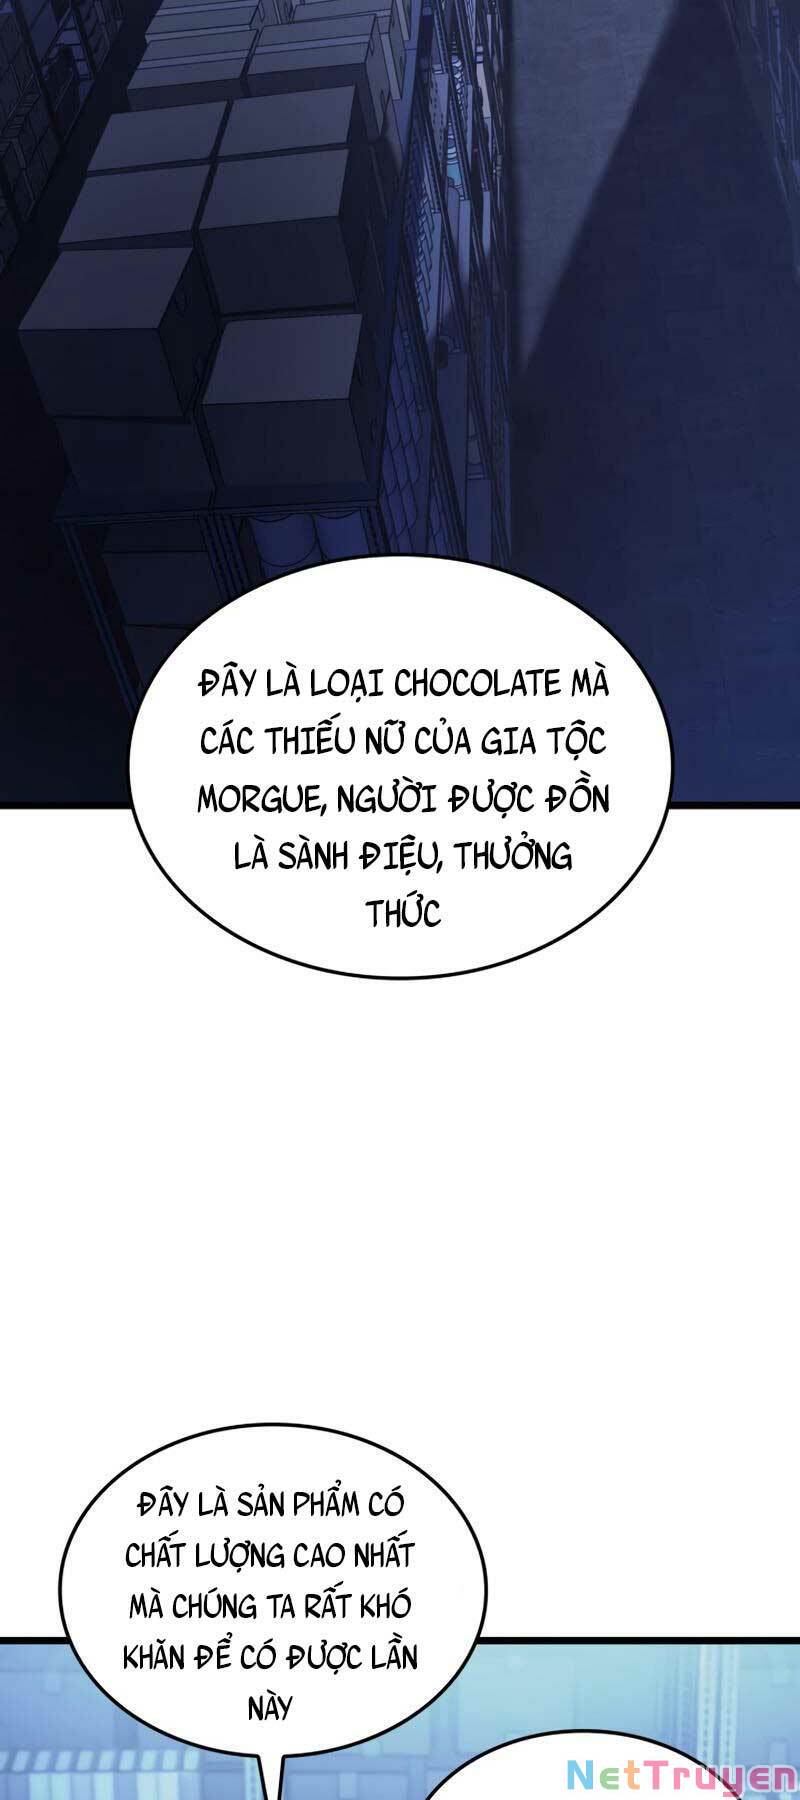 ĐÂY LÀ LOẠI CHOCOLATE MÀ
CÁC THIẾU NỮ CỦA GIA TỘC
MORGUE, NGƯỜI ĐƯỢC ĐỒN
LÀ SÀNH ĐIỆU, THƯỞNG
THỨC
ĐÂY LÀ SẢN PHẨM CÓ
CHẤT LƯỢNG CAO NHẤT
MÀ CHÚNG TA RẤT KHÓ
KHĂN ĐỂ CÓ ĐƯỢC LẦN
NÀY
NetTruyen